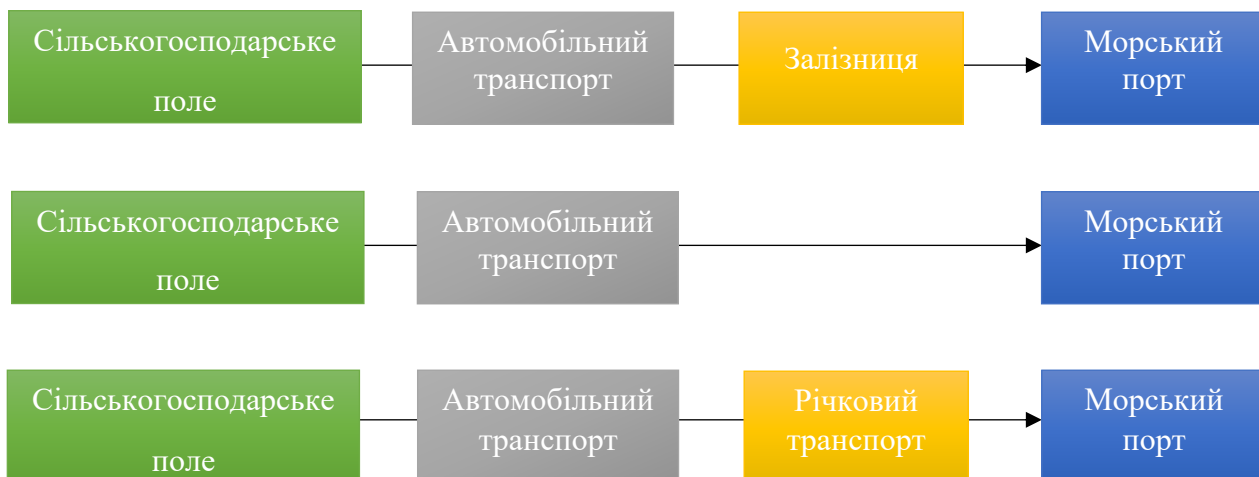 Сільськогосподарське
поле
Автомобільний
транспорт
Залізниця
Морський
порт
Сільськогосподарське
поле
Автомобільний
транспорт
Морський
порт
Сільськогосподарське
поле
Автомобільний
транспорт
Річковий
транспорт
Морський
порт